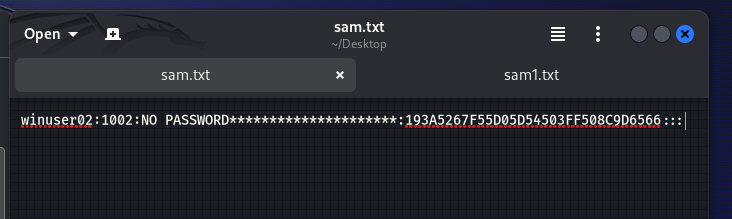 Open
sam.txt
~/Desktop
sam.txt
sam1.txt
winuser02:1002:NO PASSWORD*********************:193A5267F55D05D54503FF508C9D6566:::